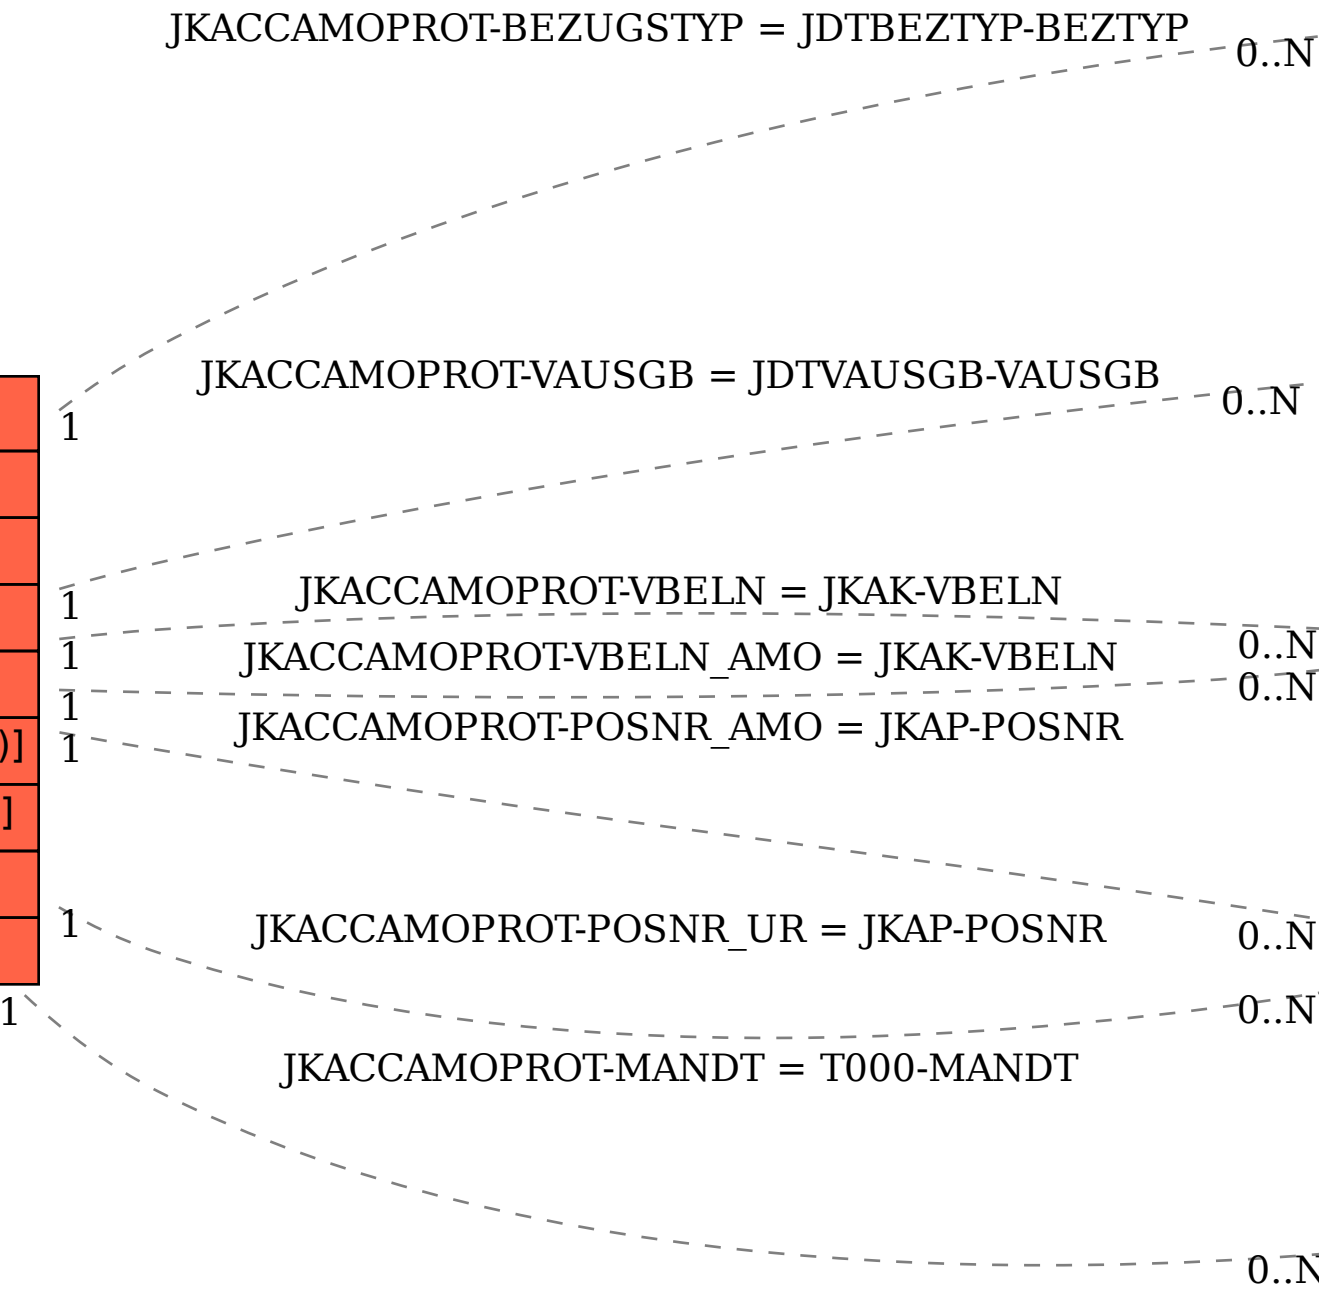 JKACCAMOPROT-BEZUGSTYP = JDTBEZTYP-BEZTYP
0..N
JKACCAMOPROT-VAUSGB = JDTVAUSGB-VAUSGB
0..N
1
JKACCAMOPROT-VBELN = JKAK-VBELN
1
0..N
JKACCAMOPROT-VBELN_AMO = JKAK-VBELN
1
0..N
1
JKACCAMOPROT-POSNR_AMO = JKAP-POSNR
)]
1
]
JKACCAMOPROT-POSNR_UR = JKAP-POSNR
1
0..N
1
0..N
JKACCAMOPROT-MANDT = T000-MANDT
0..N